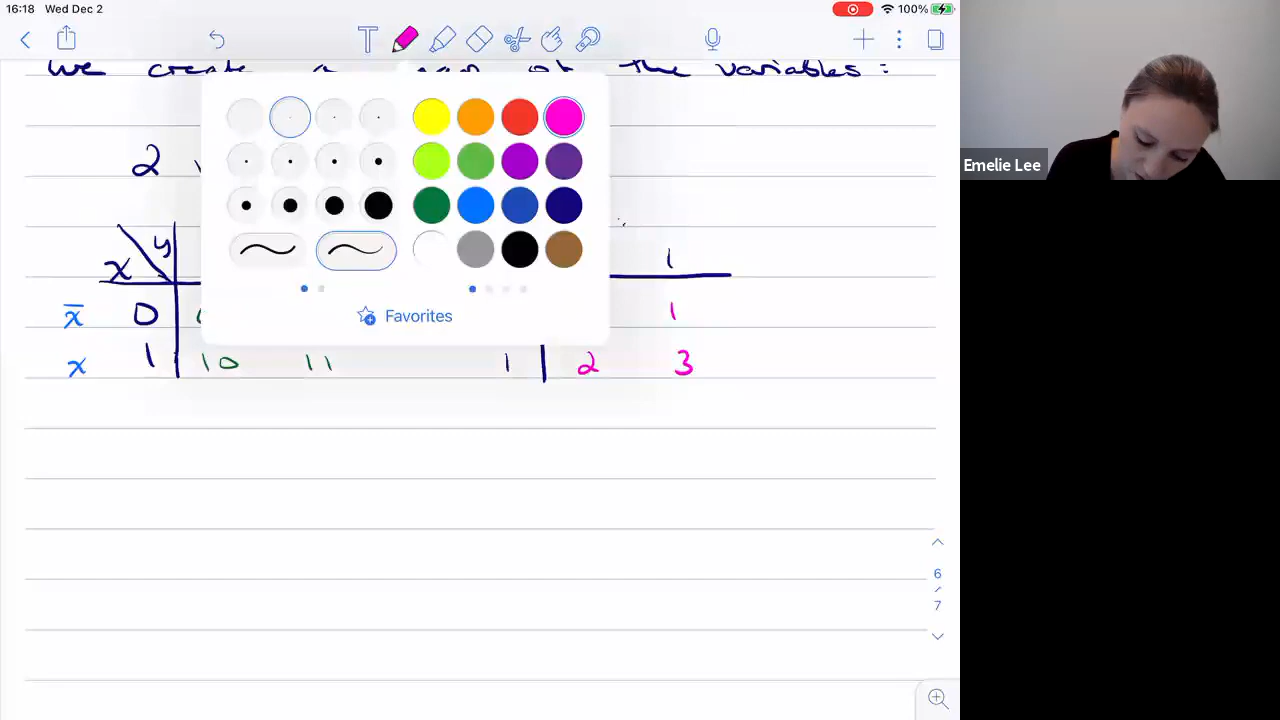 16:18 Wed Dec 2 100%
we create a of the variables :
2
Emelie Lee
x y 1
x̄ 0 1
x 1 10 11 1 2 3
Favorites
6
/
7